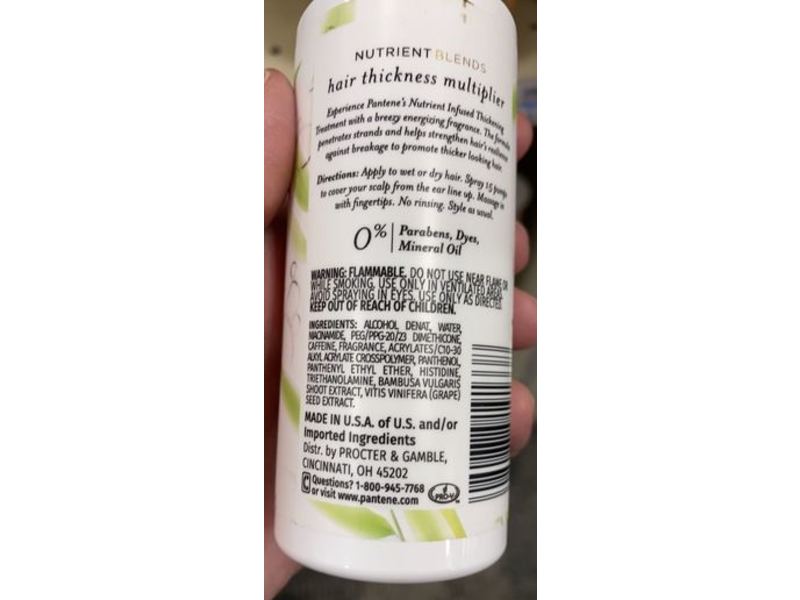 NUTRIENT BLENDS
hair thickness multiplier
Experience Pantene's Nutrient Infused Thickening
Treatment with a breezy energizing fragrance. The formula
penetrates strands and helps strengthen hair's resilience
against breakage to promote thicker looking hair.
Directions: Apply to wet or dry hair. Spray 15 pumps
to cover your scalp from the ear line up. Massage in
with fingertips. No rinsing. Style as usual.
0% Parabens, Dyes,
Mineral Oil
WARNING: FLAMMABLE. DO NOT USE NEAR FLAME OR
WHILE SMOKING. USE ONLY IN VENTILATED AREAS.
AVOID SPRAYING IN EYES. USE ONLY AS DIRECTED.
KEEP OUT OF REACH OF CHILDREN.
INGREDIENTS: ALCOHOL DENAT, WATER,
NIACINAMIDE, PEG/PPG-20/23 DIMETHICONE,
CAFFEINE, FRAGRANCE, ACRYLATES/C10-30
ALKYL ACRYLATE CROSSPOLYMER, PANTHENOL,
PANTHENYL ETHYL ETHER, HISTIDINE,
TRIETHANOLAMINE, BAMBUSA VULGARIS
SHOOT EXTRACT, VITIS VINIFERA (GRAPE)
SEED EXTRACT.
MADE IN U.S.A. of U.S. and/or
Imported Ingredients
Distr. by PROCTER & GAMBLE,
CINCINNATI, OH 45202
Questions? 1-800-945-7768
or visit www.pantene.com
PRO-V